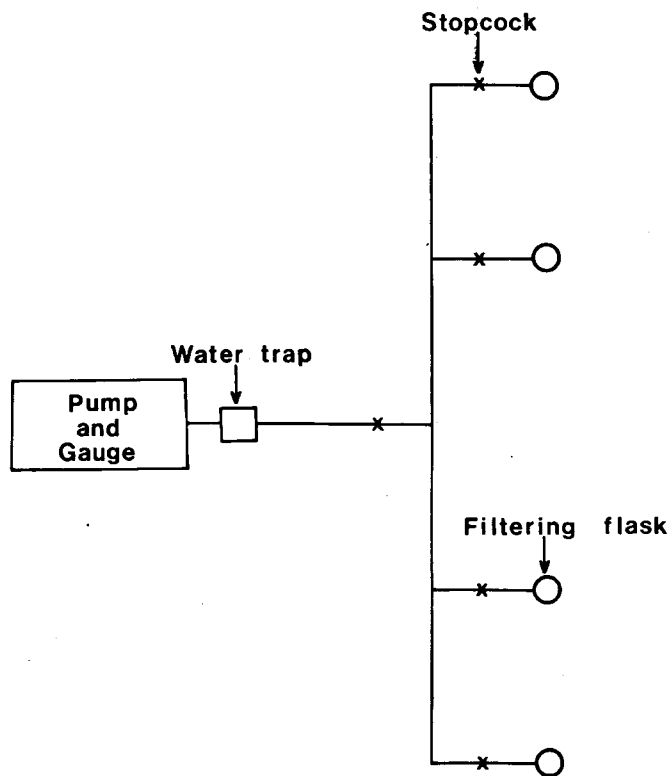 Stopcock
Water trap
Pump
and
Gauge
Filtering flask